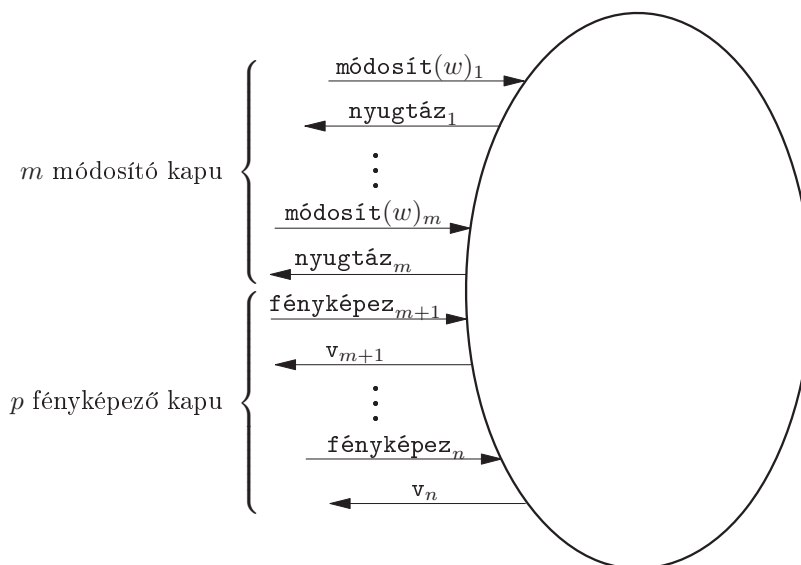 módosít(w)₁
nyugtáz₁
m módosító kapu
módosít(w)ₘ
nyugtázₘ
fényképezₘ₊₁
vₘ₊₁
p fényképező kapu
fényképezₙ
vₙ